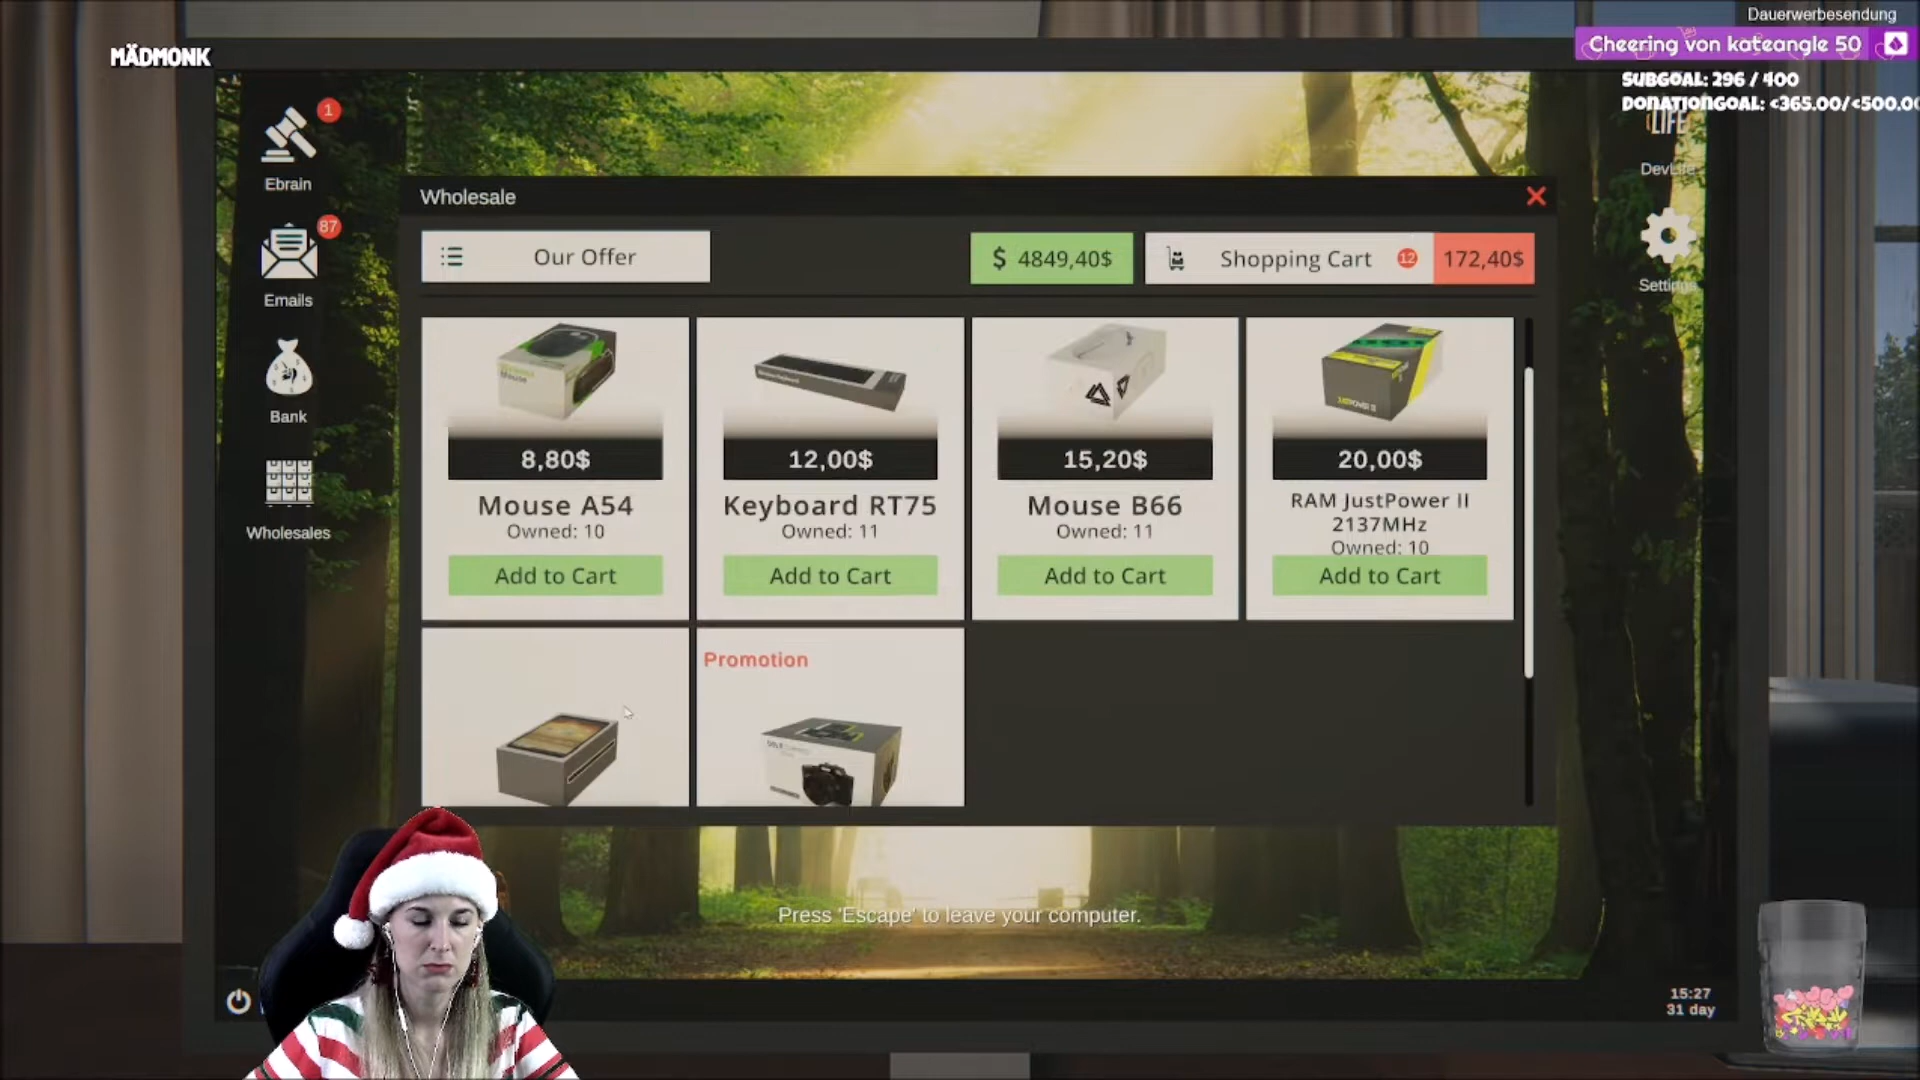 Dauerwerbesendung
MÄDMONK
Cheering von kateangle 50
SUBGOAL: 296 / 400
DONATIONGOAL: <365.00/<500.00
LIFE
DevLife
1
Ebrain
87
Emails
Bank
Wholesales
Settings
Wholesale
Our Offer
$ 4849,40$
Shopping Cart
12
172,40$
Mouse
8,80$
12,00$
15,20$
20,00$
Mouse A54
Keyboard RT75
Mouse B66
RAM JustPower II
2137MHz
Owned: 10
Owned: 11
Owned: 11
Owned: 10
Add to Cart
Add to Cart
Add to Cart
Add to Cart
Promotion
Press 'Escape' to leave your computer.
15:27
31 day